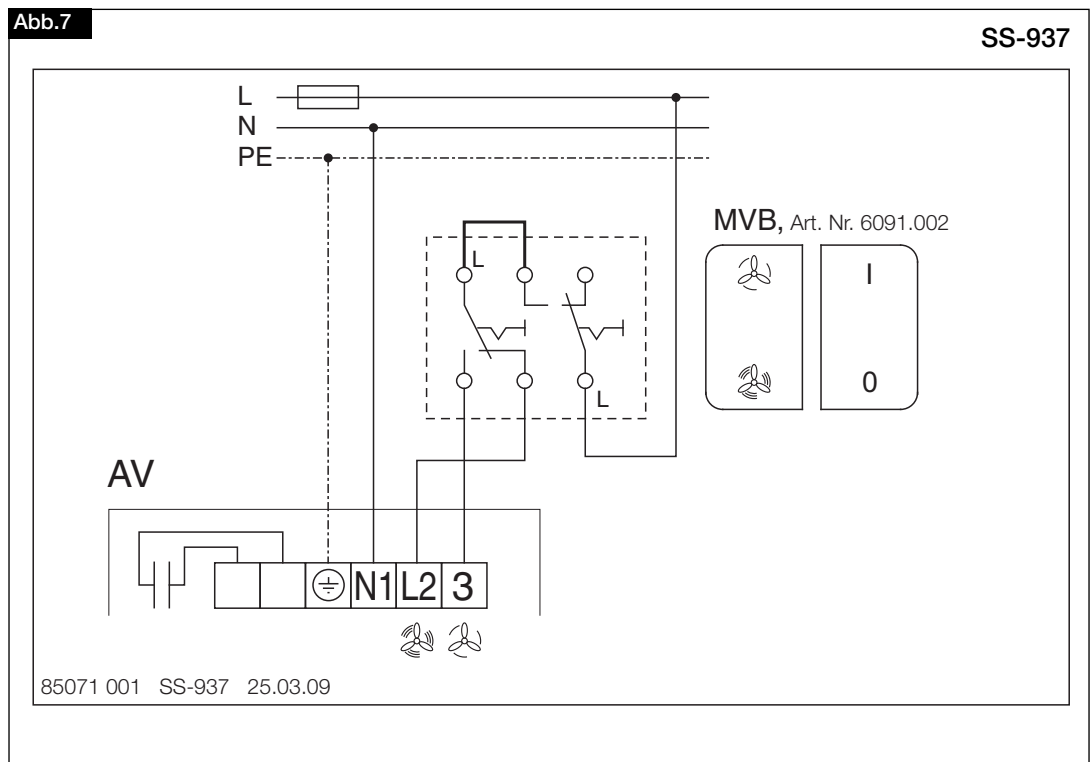 Abb.7
SS-937
L
N
PE
MVB, Art. Nr. 6091.002
L
I
0
L
AV
N1 L2 3
85071 001 SS-937 25.03.09